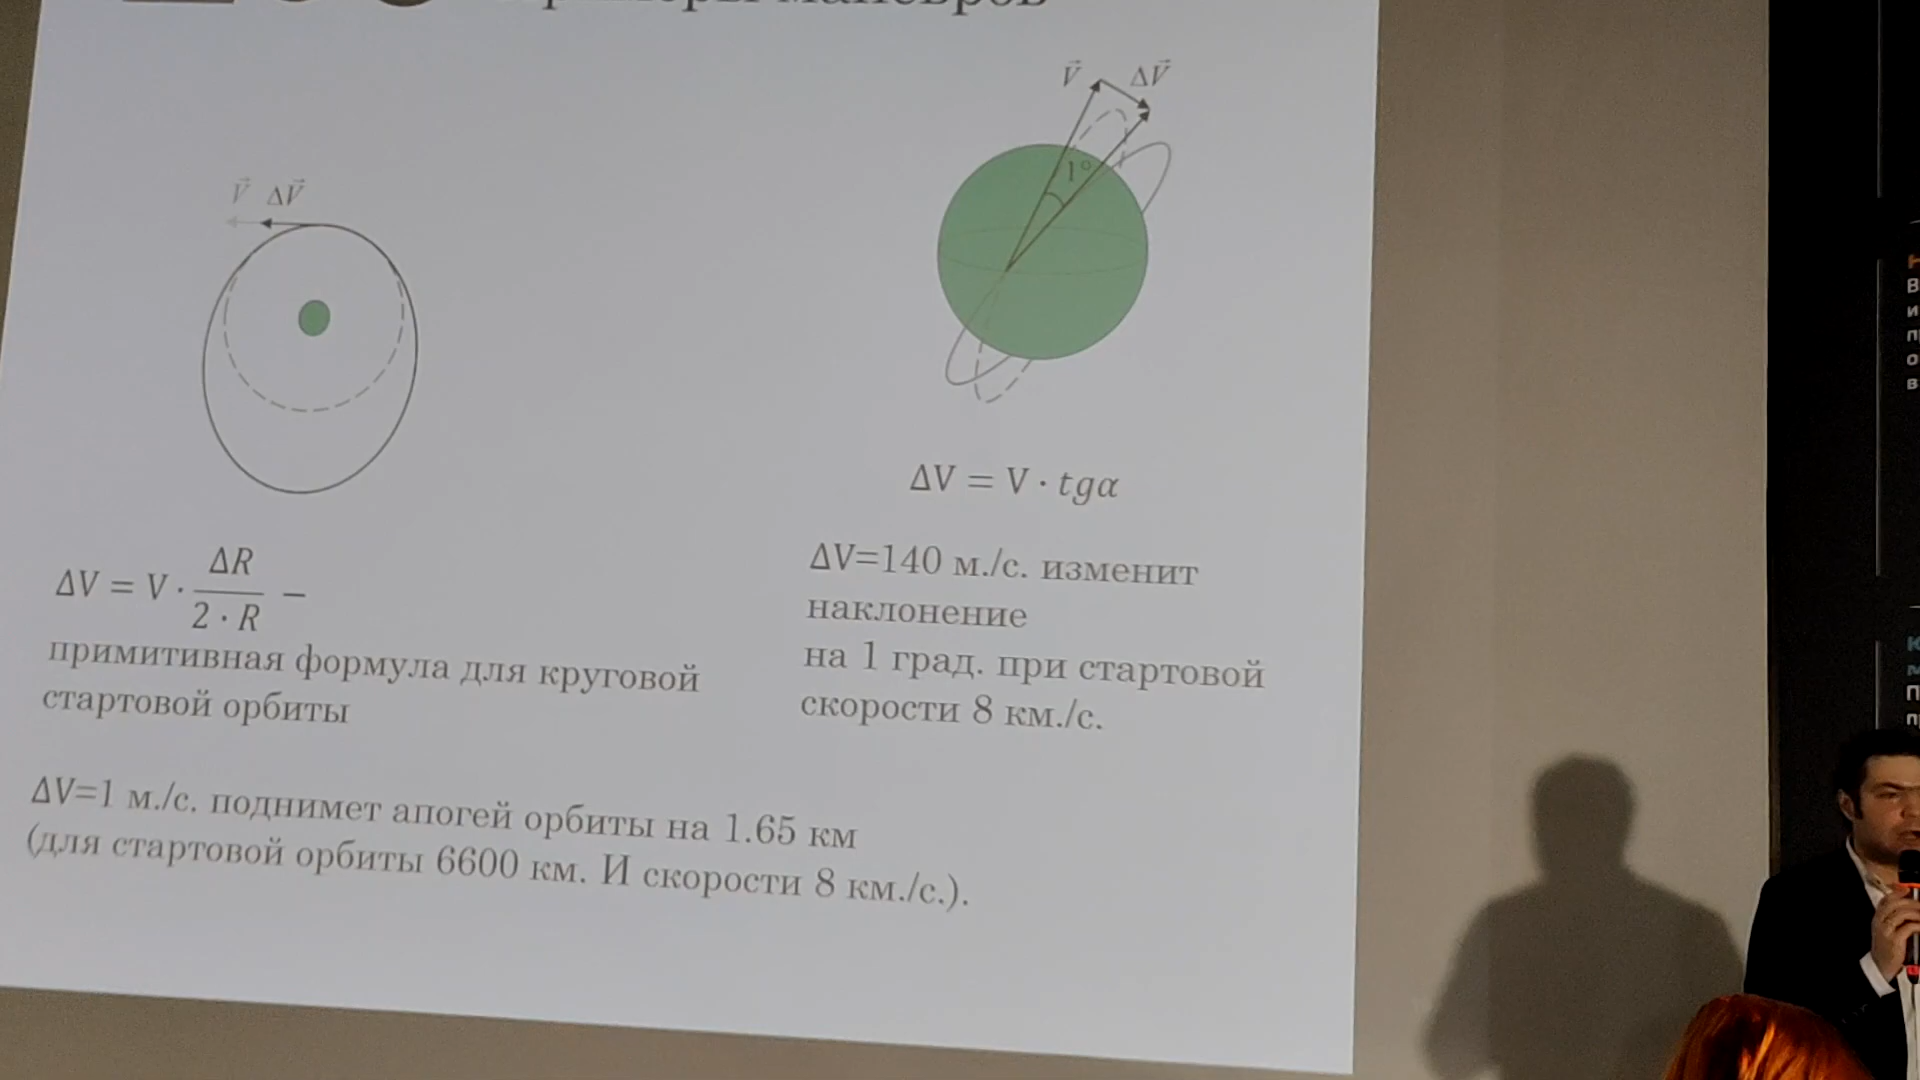 V⃗ ΔV⃗
V⃗ ΔV⃗
1°
ΔV = V · ΔR / 2 · R –
примитивная формула для круговой
стартовой орбиты
ΔV = V · tgα
ΔV=140 м./с. изменит
наклонение
на 1 град. при стартовой
скорости 8 км./с.
ΔV=1 м./с. поднимет апогей орбиты на 1.65 км
(для стартовой орбиты 6600 км. И скорости 8 км./с.).